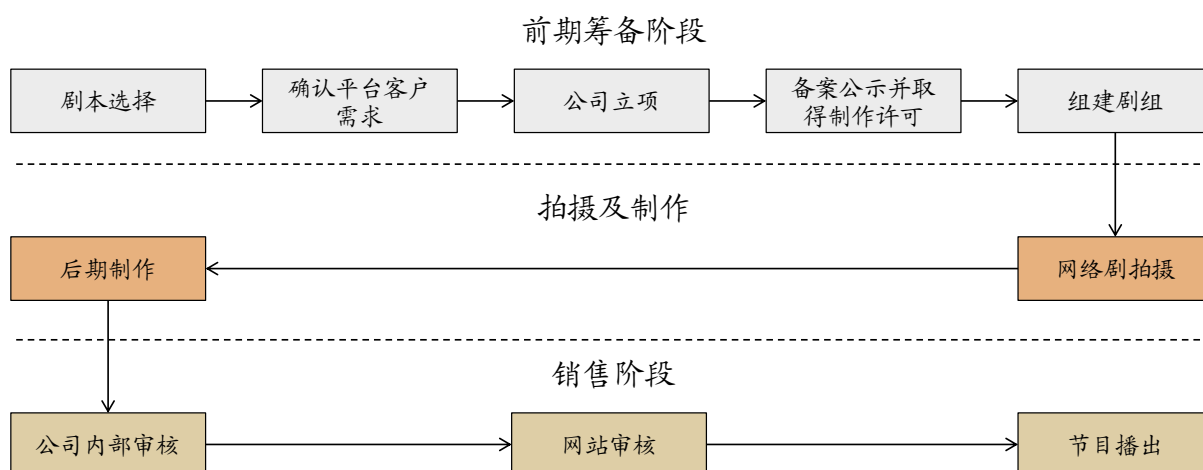 前期筹备阶段
剧本选择
确认平台客户
需求
公司立项
备案公示并取
得制作许可
组建剧组
拍摄及制作
后期制作
网络剧拍摄
销售阶段
公司内部审核
网站审核
节目播出